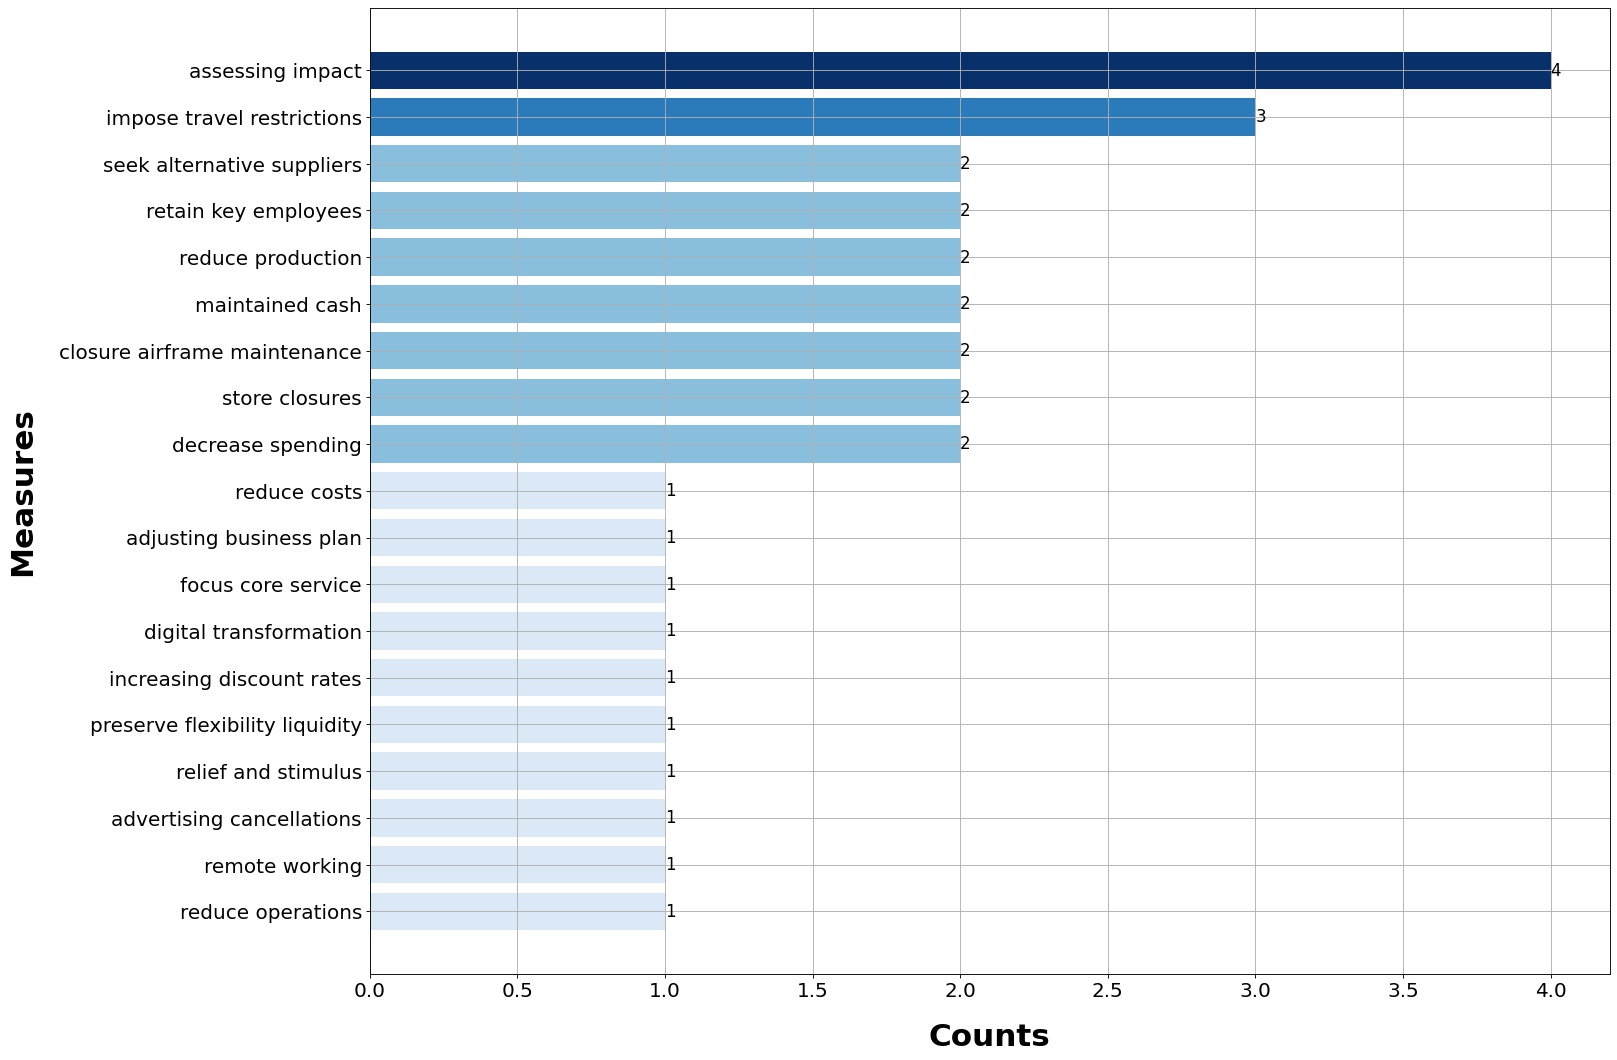 assessing impact 4
impose travel restrictions 3
seek alternative suppliers 2
retain key employees 2
reduce production 2
maintained cash 2
closure airframe maintenance 2
store closures 2
decrease spending 2
reduce costs 1
adjusting business plan 1
focus core service 1
digital transformation 1
increasing discount rates 1
preserve flexibility liquidity 1
relief and stimulus 1
advertising cancellations 1
remote working 1
reduce operations 1
Measures
0.0 0.5 1.0 1.5 2.0 2.5 3.0 3.5 4.0
Counts